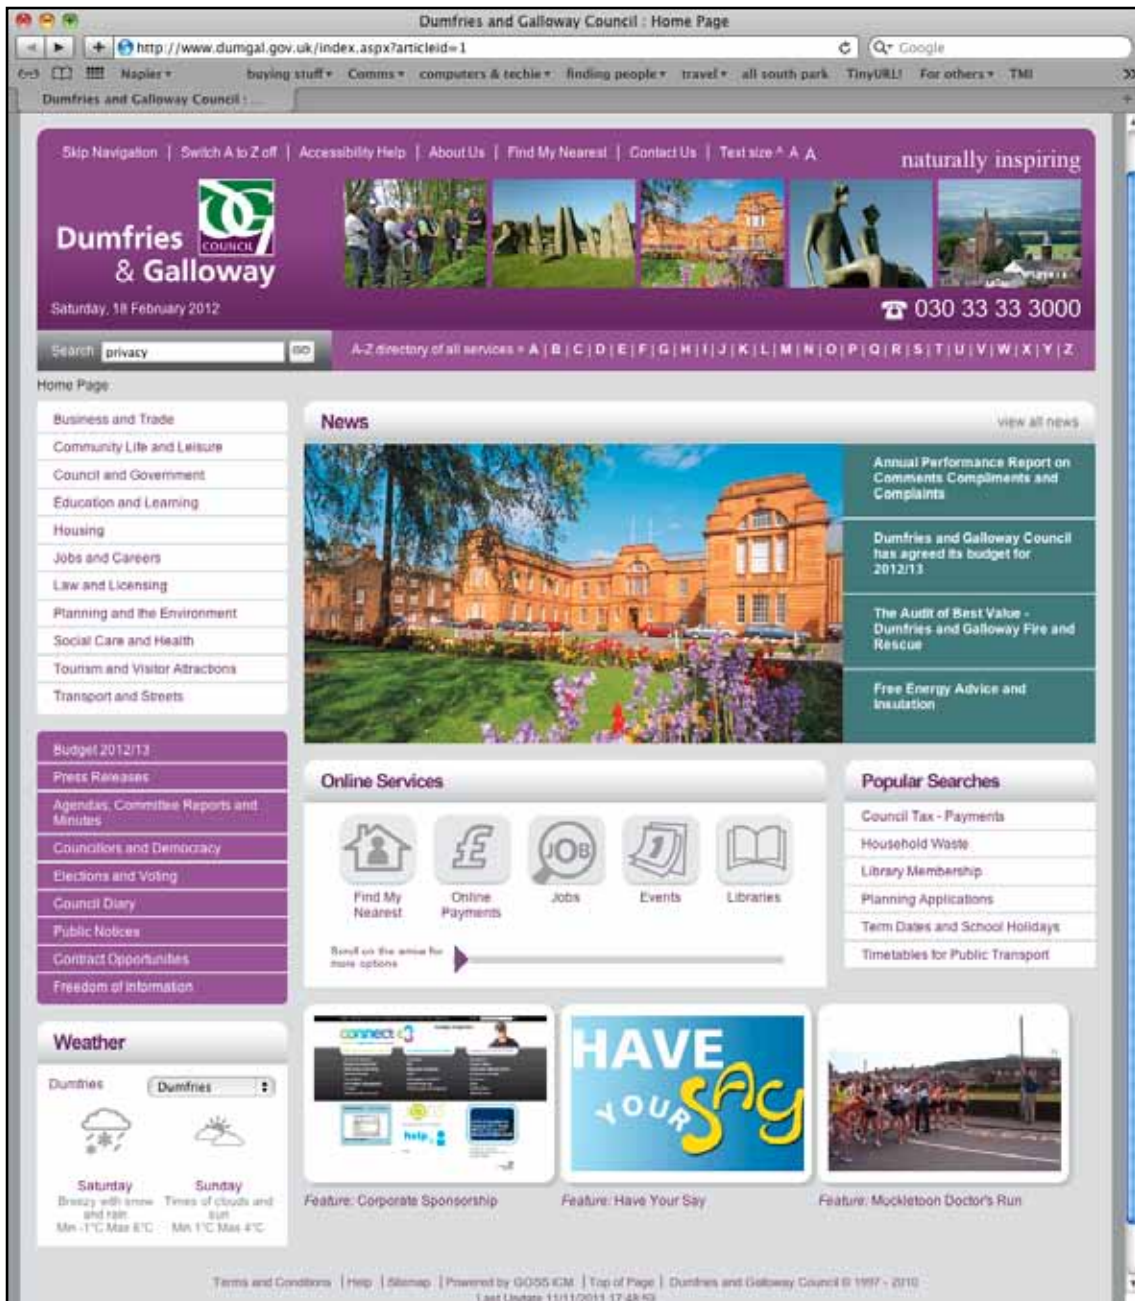 Dumfries and Galloway Council : Home Page
http://www.dumgal.gov.uk/index.aspx?articleid=1
Google
Napier buying stuff Comms computers & techie finding people travel all south park TinyURL! For others TMI
Dumfries and Galloway Council : ...
Skip Navigation | Switch A to Z off | Accessibility Help | About Us | Find My Nearest | Contact Us | Text size A A A
naturally inspiring
Dumfries
& Galloway
COUNCIL
Saturday, 18 February 2012
030 33 33 3000
Search privacy GO
A-Z directory of all services » A | B | C | D | E | F | G | H | I | J | K | L | M | N | O | P | Q | R | S | T | U | V | W | X | Y | Z
Home Page
Business and Trade
Community Life and Leisure
Council and Government
Education and Learning
Housing
Jobs and Careers
Law and Licensing
Planning and the Environment
Social Care and Health
Tourism and Visitor Attractions
Transport and Streets
Budget 2012/13
Press Releases
Agendas, Committee Reports and
Minutes
Councillors and Democracy
Elections and Voting
Council Diary
Public Notices
Contract Opportunities
Freedom of Information
Weather
Dumfries Dumfries
Saturday
Breezy with snow
and rain
Min -1°C Max 6°C
Sunday
Times of clouds and
sun
Min 1°C Max 4°C
News
view all news
Annual Performance Report on
Comments Compliments and
Complaints
Dumfries and Galloway Council
has agreed its budget for
2012/13
The Audit of Best Value -
Dumfries and Galloway Fire and
Rescue
Free Energy Advice and
Insulation
Online Services
JOB
1
Find My
Nearest
Online
Payments
Jobs
Events
Libraries
Scroll on the arrow for
more options
Popular Searches
Council Tax - Payments
Household Waste
Library Membership
Planning Applications
Term Dates and School Holidays
Timetables for Public Transport
connect
help
HAVE
YOUR
SAY
Feature: Corporate Sponsorship
Feature: Have Your Say
Feature: Muckletoon Doctor's Run
Terms and Conditions | Help | Sitemap | Powered by GOSS iCM | Top of Page | Dumfries and Galloway Council © 1997 - 2010
Last Update 11/11/2011 17:48:59